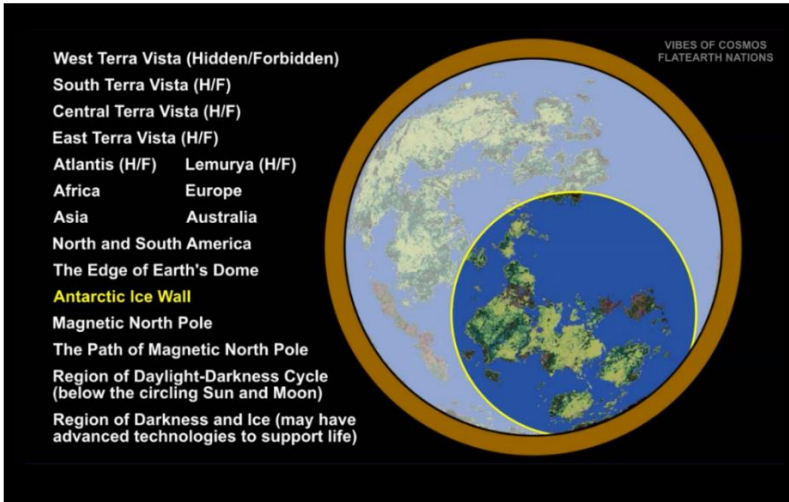 West Terra Vista (Hidden/Forbidden)
South Terra Vista (H/F)
Central Terra Vista (H/F)
East Terra Vista (H/F)
Atlantis (H/F) Lemurya (H/F)
Africa Europe
Asia Australia
North and South America
The Edge of Earth's Dome
Antarctic Ice Wall
Magnetic North Pole
The Path of Magnetic North Pole
Region of Daylight-Darkness Cycle
(below the circling Sun and Moon)
Region of Darkness and Ice (may have
advanced technologies to support life)
VIBES OF COSMOS
FLATEARTH NATIONS